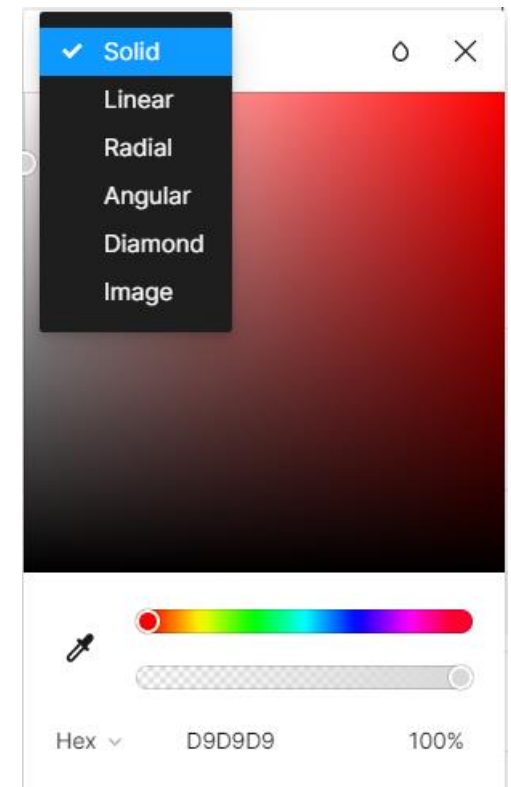 Solid
Linear
Radial
Angular
Diamond
Image
Hex D9D9D9 100%